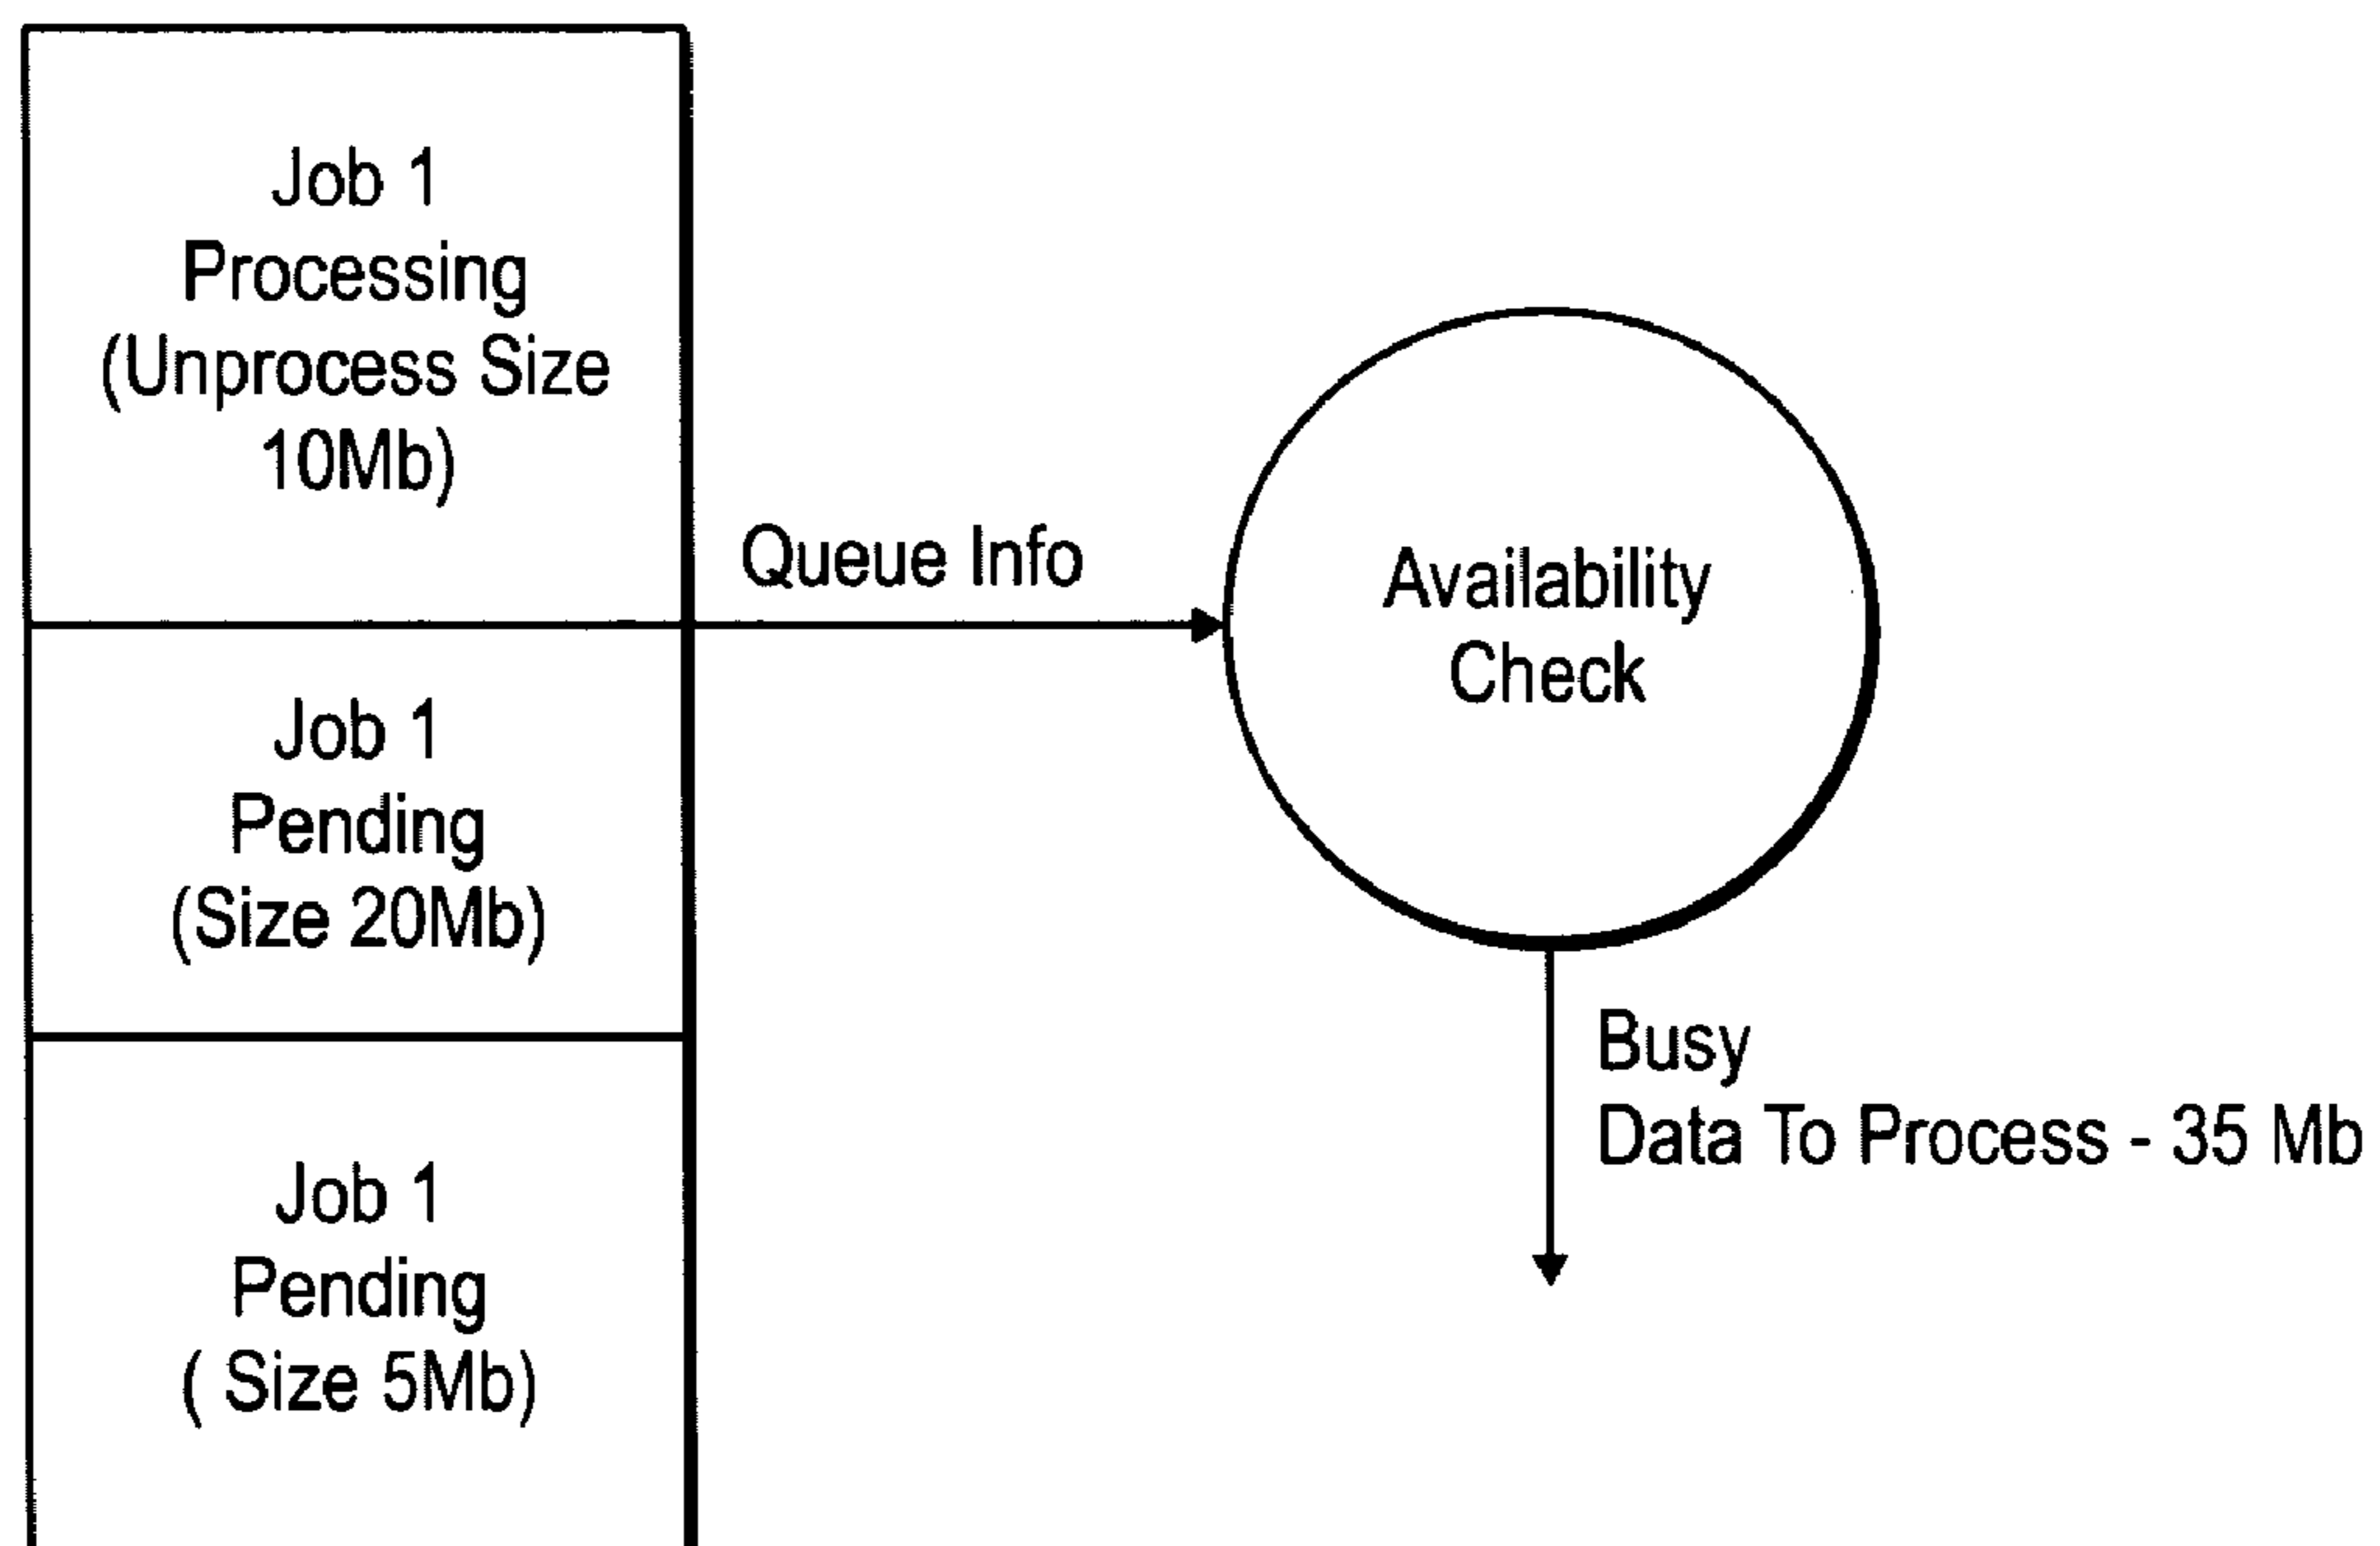 Job 1
Processing
(Unprocess Size
10Mb)
Queue Info
Availability
Check
Job 1
Pending
(Size 20Mb)
Busy
Data To Process - 35 Mb
Job 1
Pending
( Size 5Mb)